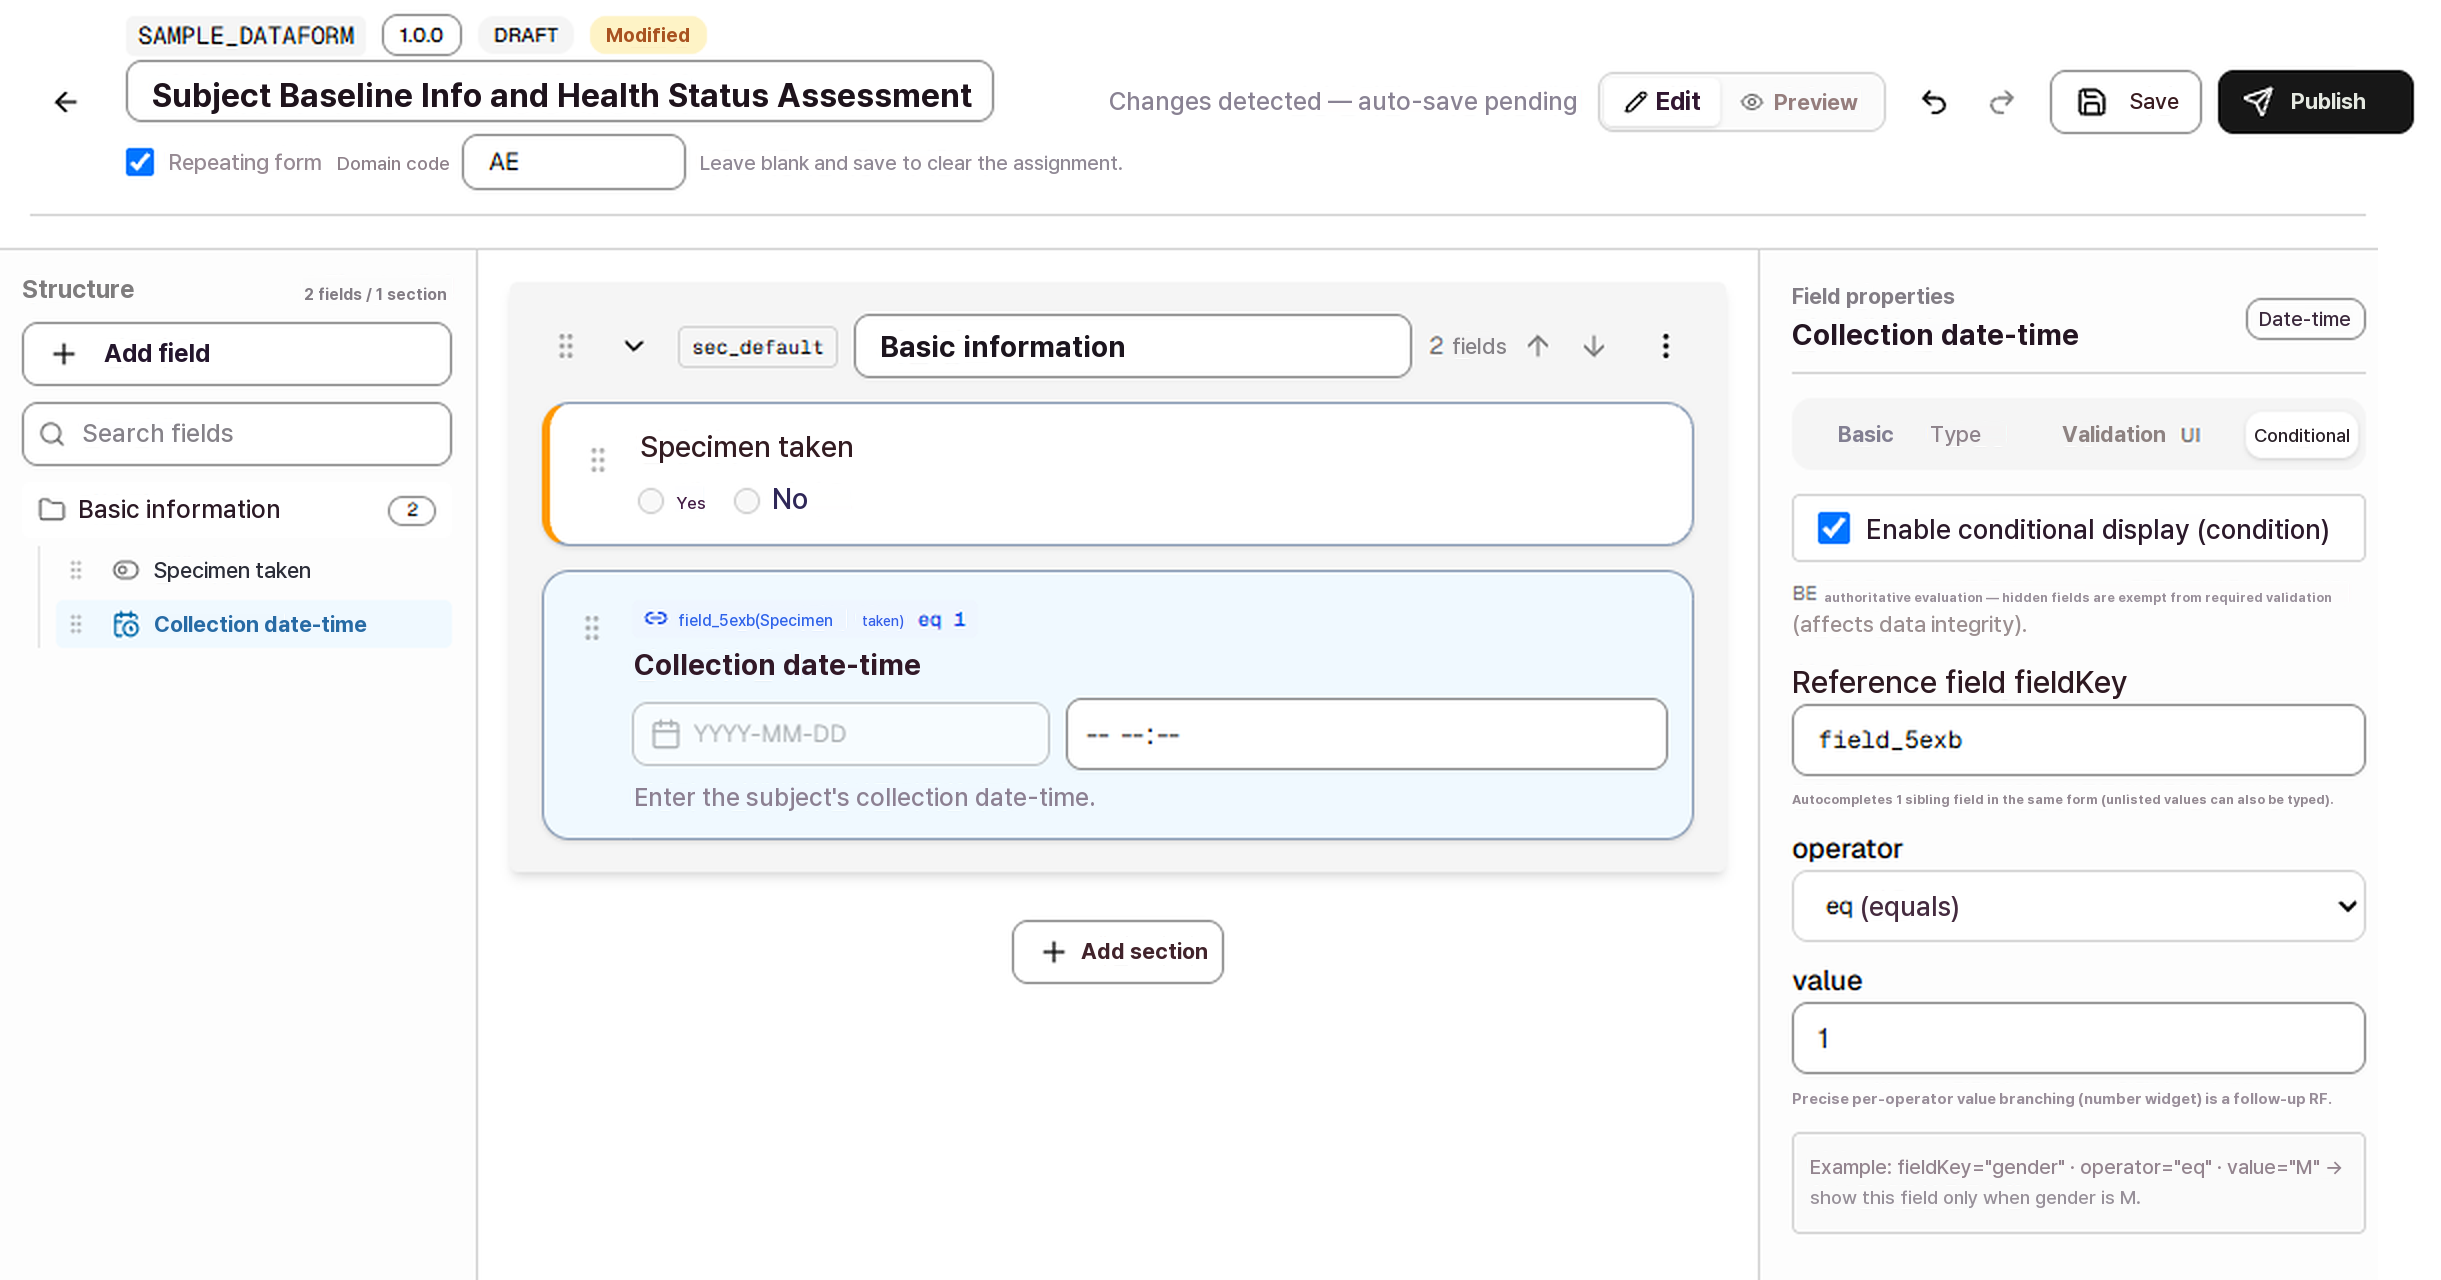 SAMPLE_DATAFORM 1.0.0 DRAFT Modified
Subject Baseline Info and Health Status Assessment
Changes detected — auto-save pending Edit Preview Save Publish
Repeating form Domain code AE Leave blank and save to clear the assignment.
Structure 2 fields / 1 section
Add field
Search fields
Basic information 2
Specimen taken
Collection date-time
sec_default Basic information 2 fields
Specimen taken
Yes No
field_5exb(Specimen taken) eq 1
Collection date-time
YYYY-MM-DD -- --:--
Enter the subject's collection date-time.
Add section
Field properties
Collection date-time Date-time
Basic Type Validation UI Conditional
Enable conditional display (condition)
BE authoritative evaluation — hidden fields are exempt from required validation
(affects data integrity).
Reference field fieldKey
field_5exb
Autocompletes 1 sibling field in the same form (unlisted values can also be typed).
operator
eq (equals)
value
1
Precise per-operator value branching (number widget) is a follow-up RF.
Example: fieldKey="gender" · operator="eq" · value="M" →
show this field only when gender is M.